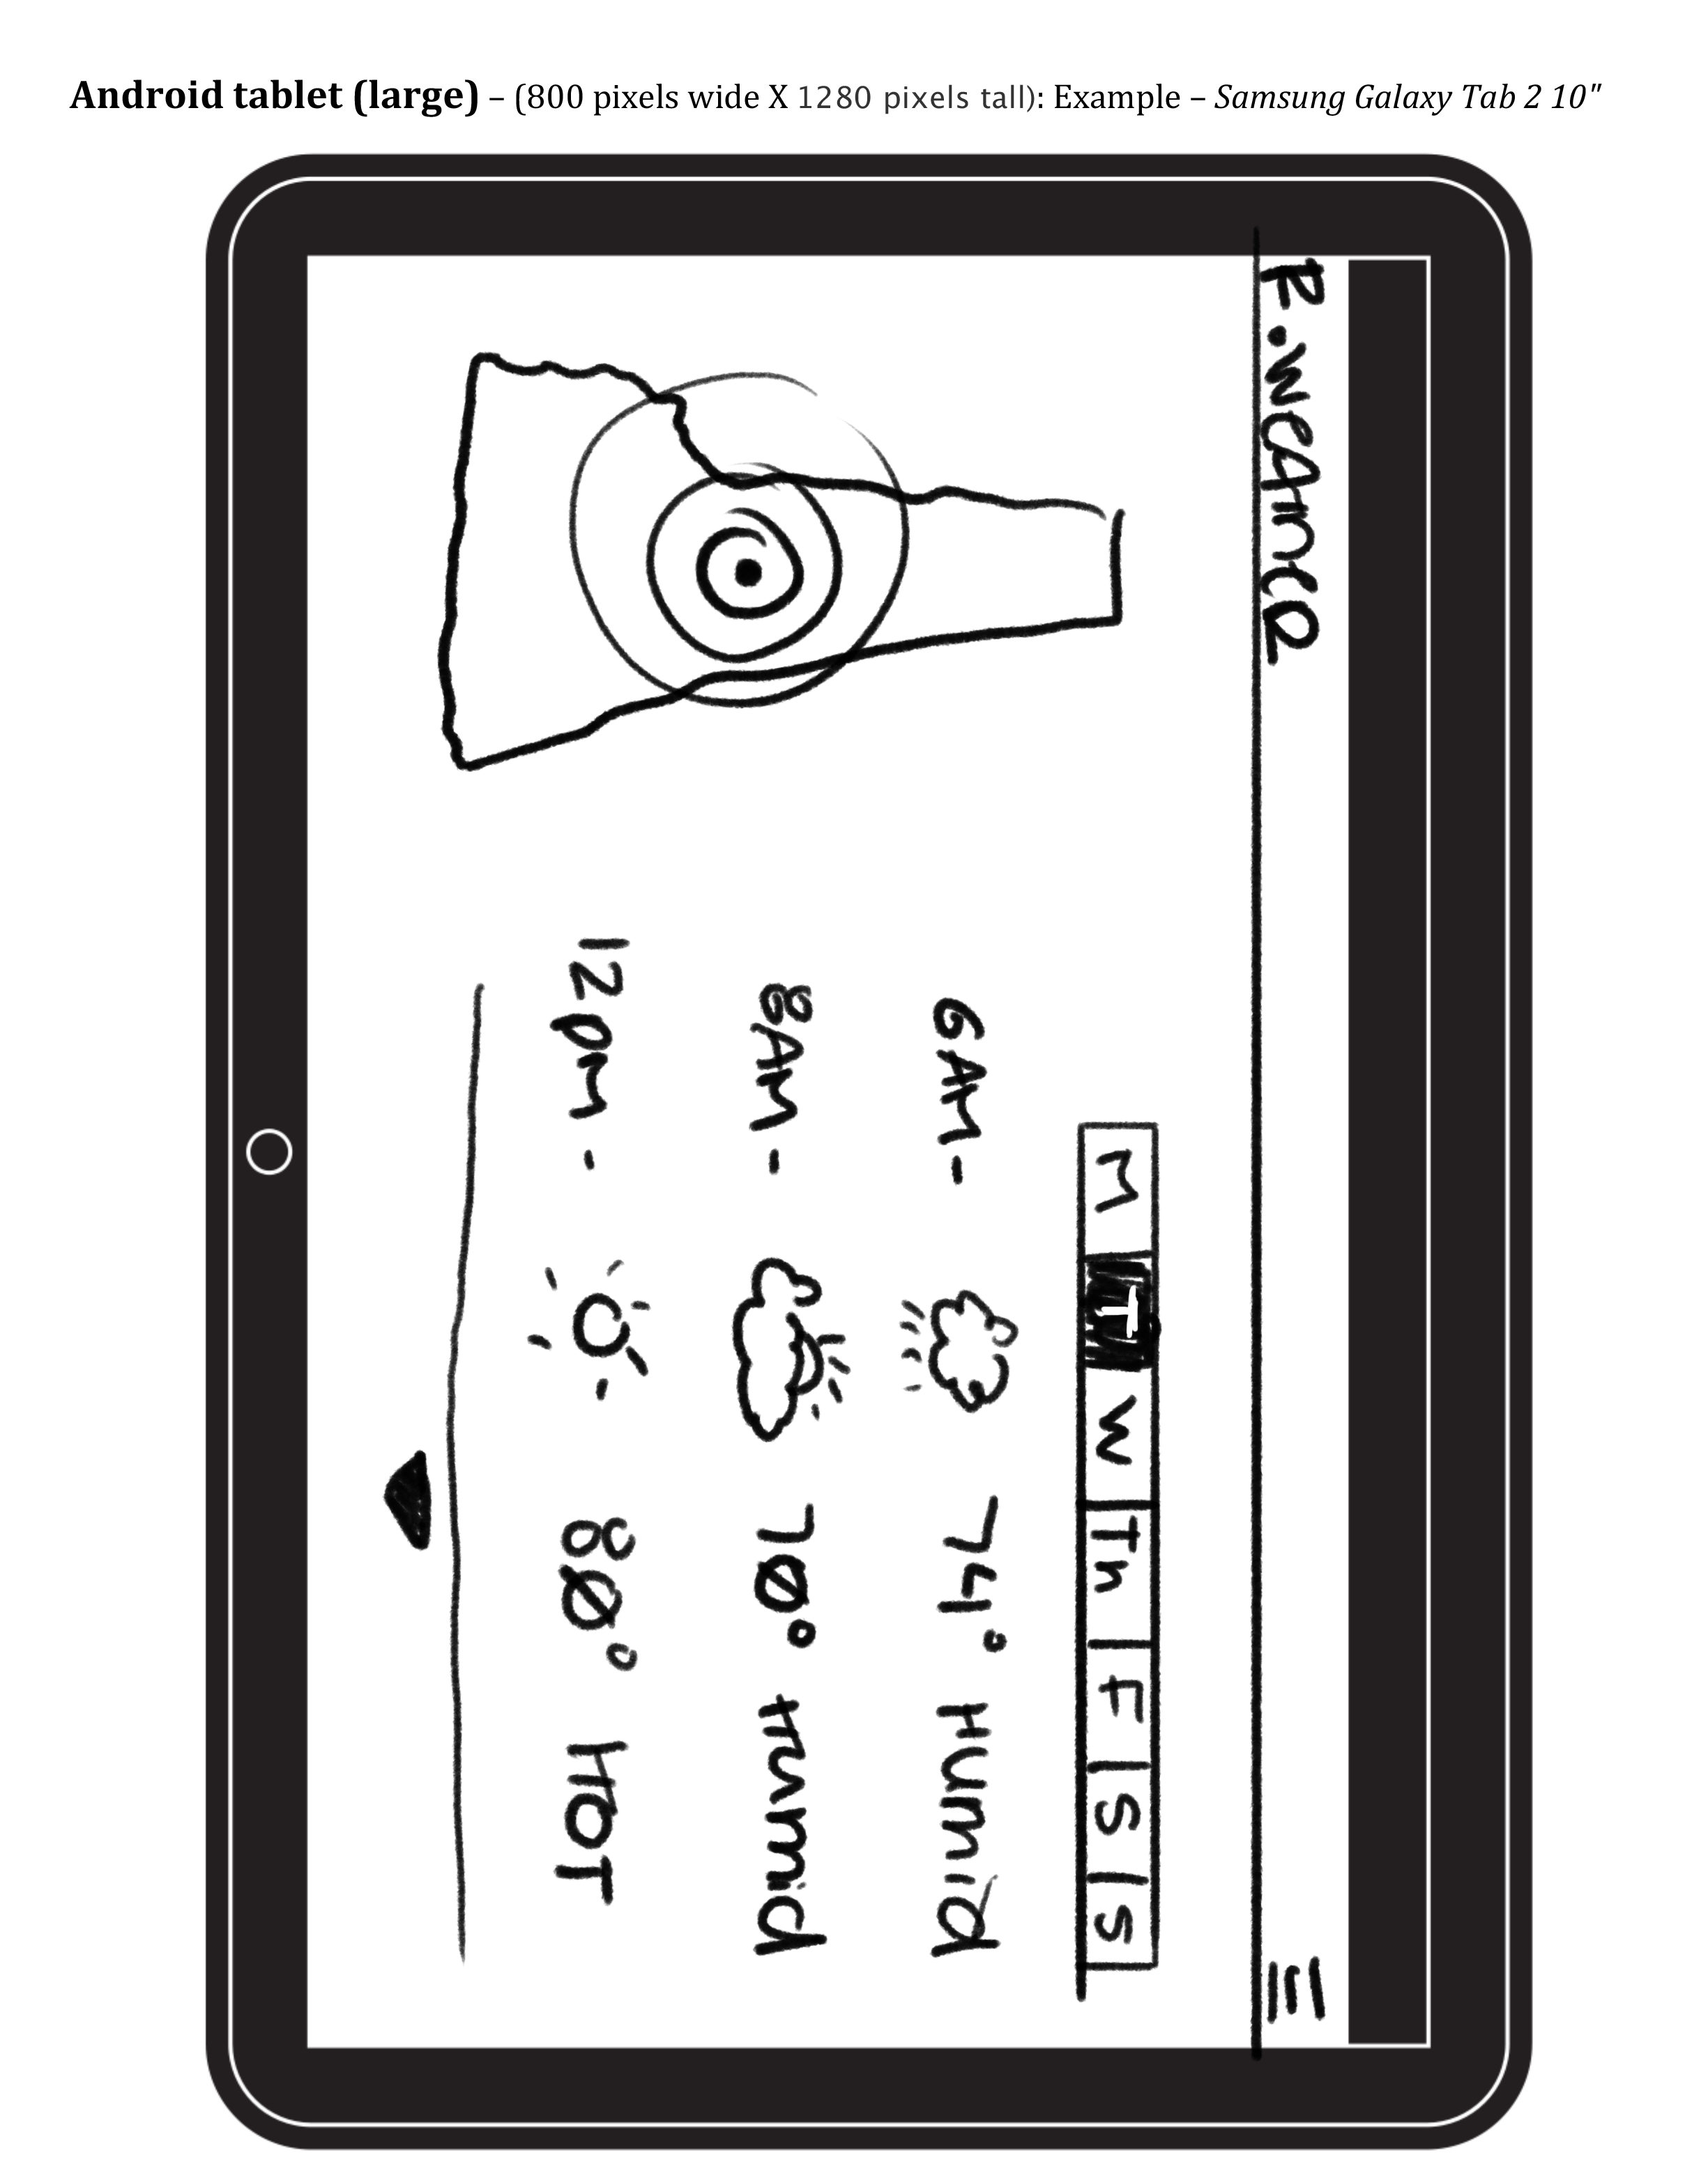 Android tablet (large) – (800 pixels wide X 1280 pixels tall): Example – Samsung Galaxy Tab 2 10"
M T W Th F S S
6AM- 74° Humid
8AM - 70° Humid
12pm - 80° HOT